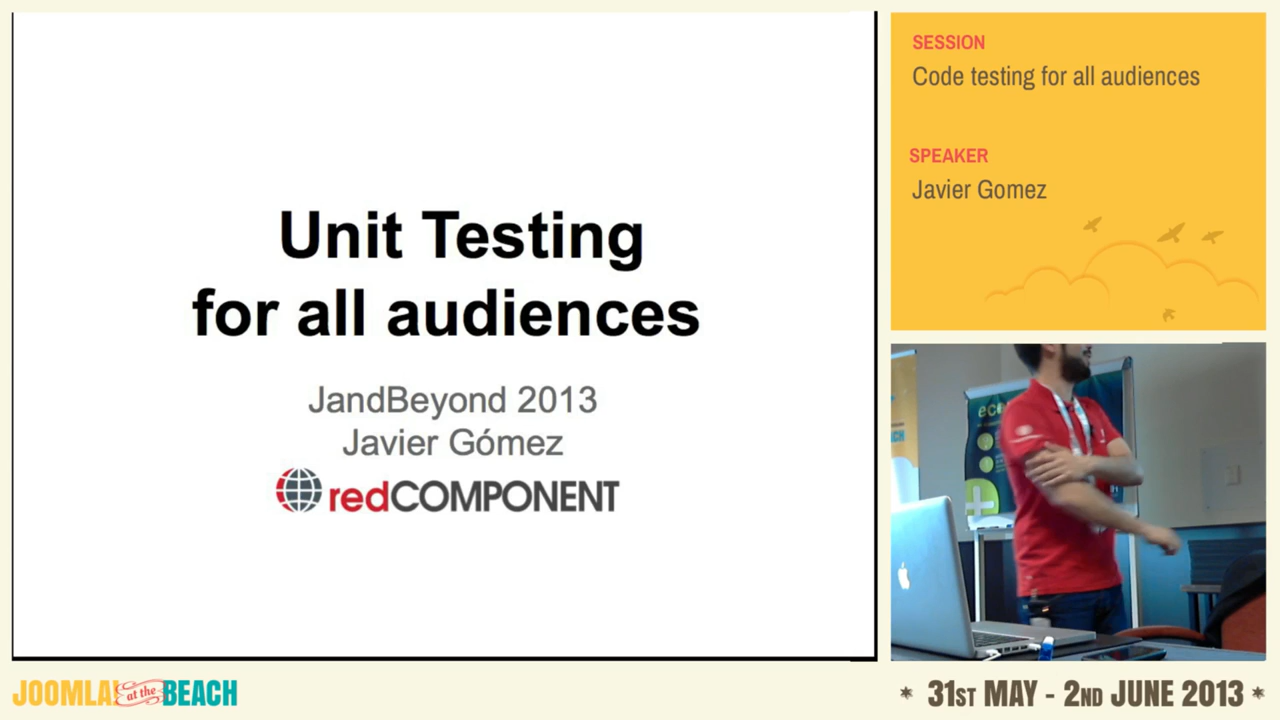 Unit Testing
for all audiences
JandBeyond 2013
Javier Gómez
redCOMPONENT
SESSION
Code testing for all audiences
SPEAKER
Javier Gomez
JOOMLA! at the BEACH
* 31ST MAY - 2ND JUNE 2013 *